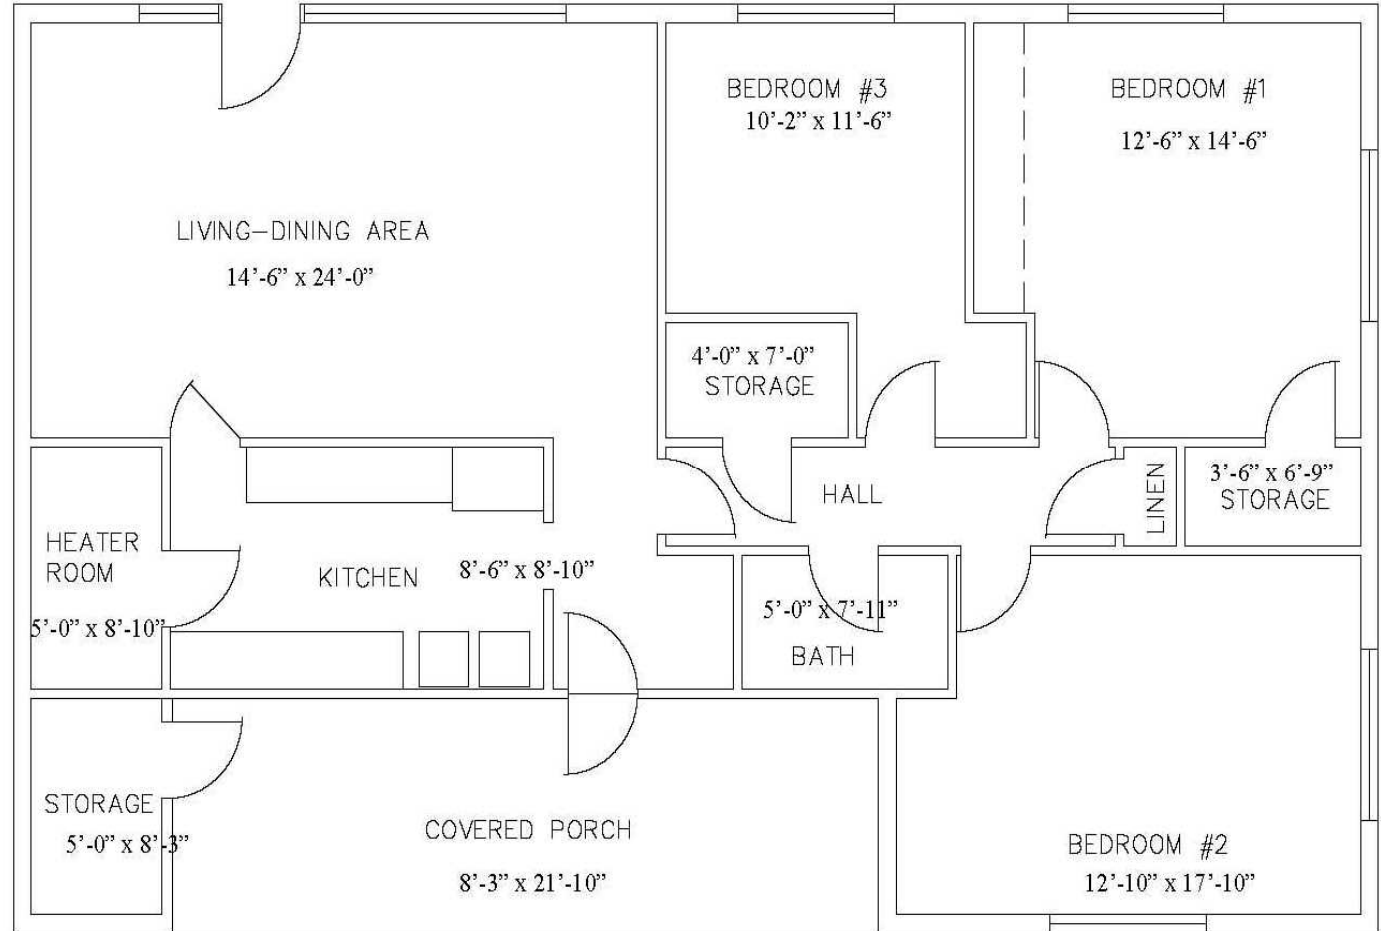 BEDROOM #3
10’-2” x 11’-6”
BEDROOM #1
12’-6” x 14’-6”
LIVING-DINING AREA
14’-6” x 24’-0”
4’-0” x 7’-0”
STORAGE
HALL
LINEN
3’-6” x 6’-9”
STORAGE
HEATER
ROOM
5’-0” x 8’-10”
KITCHEN
8’-6” x 8’-10”
5’-0” x 7’-11”
BATH
STORAGE
5’-0” x 8’-3”
COVERED PORCH
8’-3” x 21’-10”
BEDROOM #2
12’-10” x 17’-10”